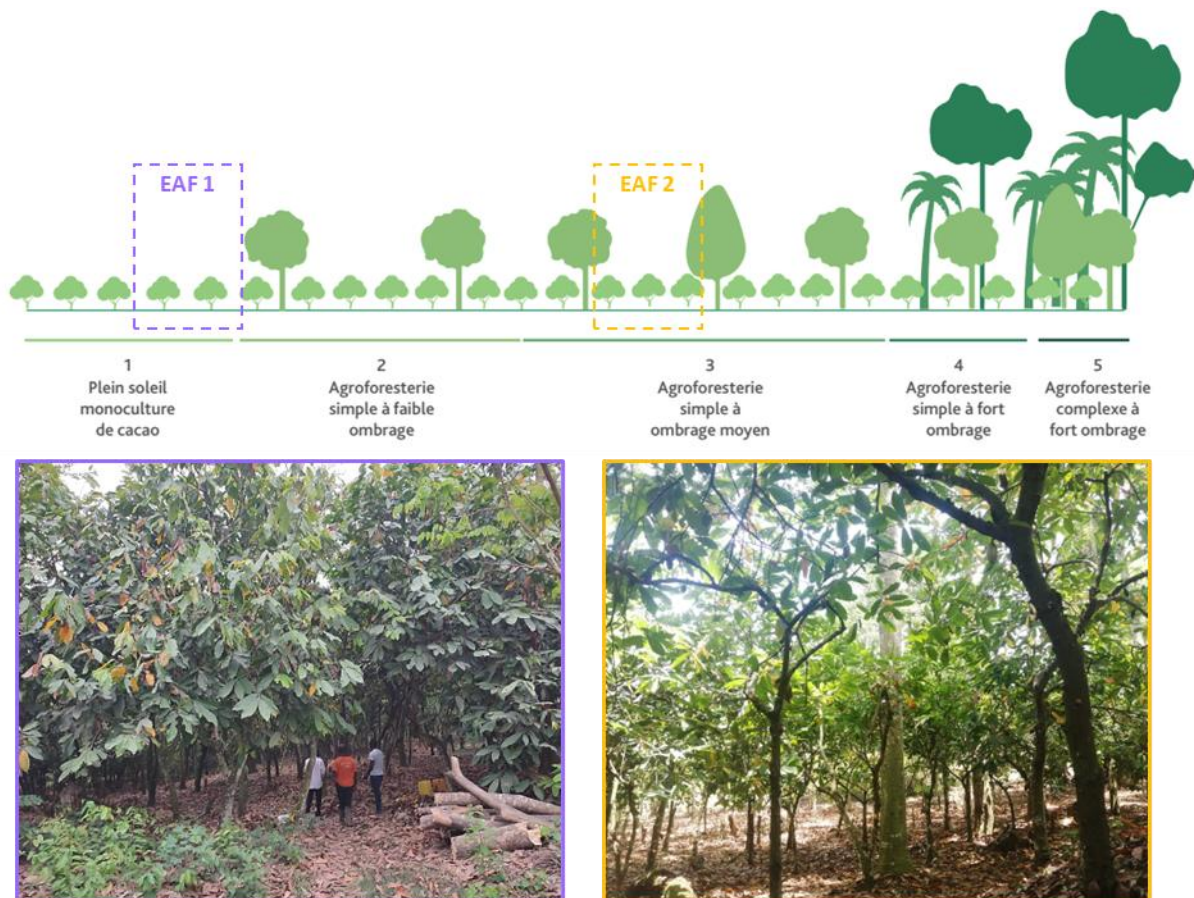 EAF 1
EAF 2
1
Plein soleil
monoculture
de cacao
2
Agroforesterie
simple à faible
ombrage
3
Agroforesterie
simple à
ombrage moyen
4
Agroforesterie
simple à fort
ombrage
5
Agroforesterie
complexe à
fort ombrage